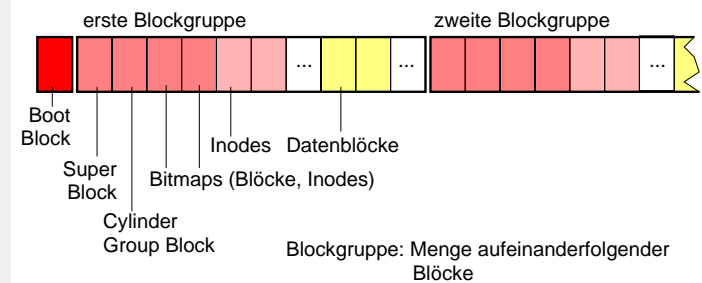 erste Blockgruppe
zweite Blockgruppe
...
...
...
Boot
Block
Inodes
Datenblöcke
Super
Block
Bitmaps (Blöcke, Inodes)
Cylinder
Group Block
Blockgruppe: Menge aufeinanderfolgender
Blöcke